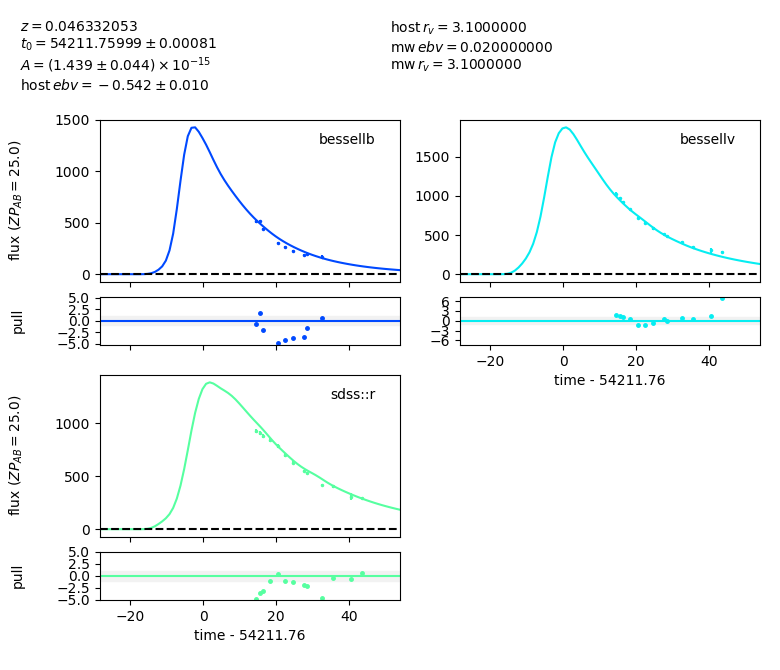 z = 0.046332053
t₀ = 54211.75999 ± 0.00081
A = (1.439 ± 0.044) × 10⁻¹⁵
host ebv = −0.542 ± 0.010
host r_v = 3.1000000
mw ebv = 0.020000000
mw r_v = 3.1000000
bessellb
1500
1000
500
0
flux (ZP_AB = 25.0)
5.0
2.5
0.0
−2.5
−5.0
pull
bessellv
1500
1000
500
0
6
3
0
−3
−6
−20 0 20 40
time - 54211.76
sdss::r
1000
500
0
flux (ZP_AB = 25.0)
5.0
2.5
0.0
−2.5
−5.0
pull
−20 0 20 40
time - 54211.76